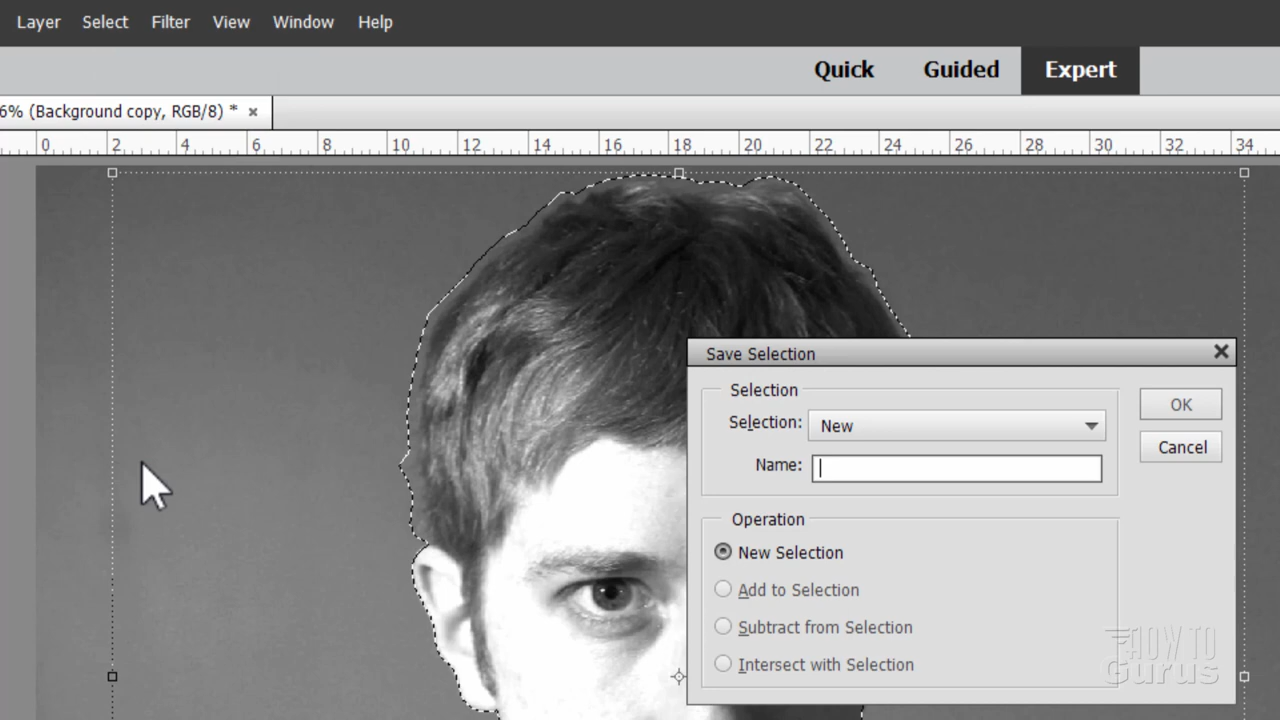 Layer Select Filter View Window Help
Quick Guided Expert
6% (Background copy, RGB/8) * ×
0 2 4 6 8 10 12 14 16 18 20 22 24 26 28 30 32 34
Save Selection
Selection
Selection: New
OK
Name:
Cancel
Operation
New Selection
Add to Selection
Subtract from Selection
Intersect with Selection
HOW TO
Gurus